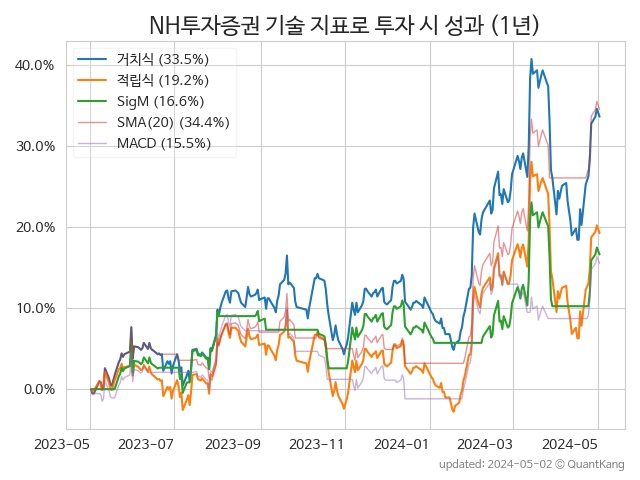 NH투자증권 기술 지표로 투자 시 성과 (1년)
40.0%
30.0%
20.0%
10.0%
0.0%
거치식 (33.5%)
적립식 (19.2%)
SigM (16.6%)
SMA(20) (34.4%)
MACD (15.5%)
2023-05 2023-07 2023-09 2023-11 2024-01 2024-03 2024-05
updated: 2024-05-02 © QuantKang